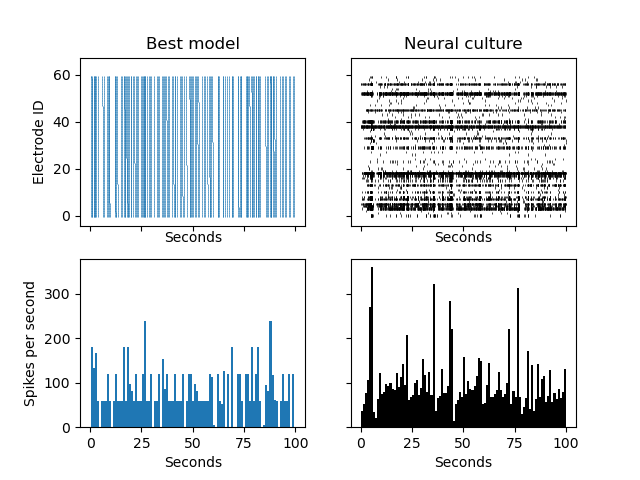 Best model
Neural culture
60
40
20
0
Electrode ID
Seconds
Seconds
300
200
100
0
Spikes per second
0
25
50
75
100
0
25
50
75
100
Seconds
Seconds